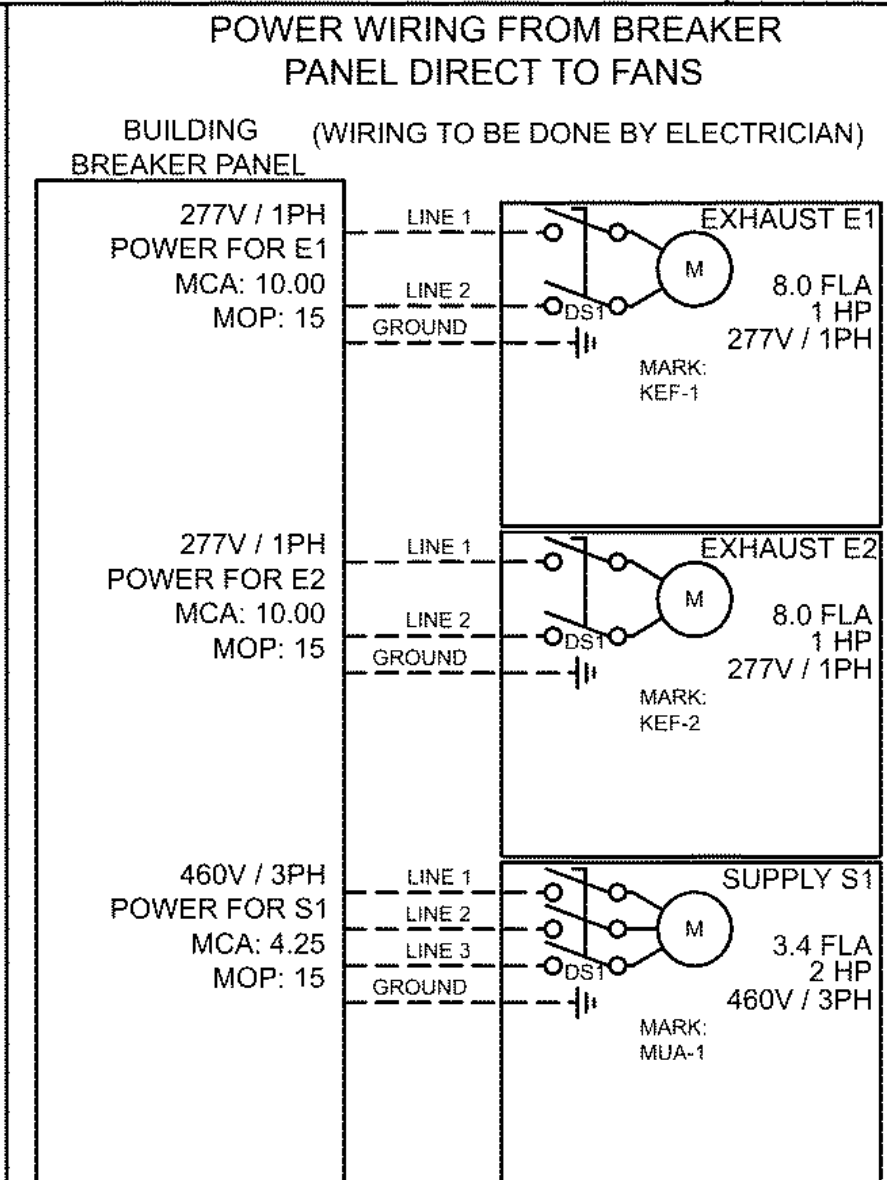 POWER WIRING FROM BREAKER
PANEL DIRECT TO FANS
BUILDING
BREAKER PANEL
(WIRING TO BE DONE BY ELECTRICIAN)
277V / 1PH
POWER FOR E1
MCA: 10.00
MOP: 15
LINE 1
LINE 2
GROUND
EXHAUST E1
M
8.0 FLA
1 HP
277V / 1PH
DS1
MARK:
KEF-1
277V / 1PH
POWER FOR E2
MCA: 10.00
MOP: 15
LINE 1
LINE 2
GROUND
EXHAUST E2
M
8.0 FLA
1 HP
277V / 1PH
DS1
MARK:
KEF-2
460V / 3PH
POWER FOR S1
MCA: 4.25
MOP: 15
LINE 1
LINE 2
LINE 3
GROUND
SUPPLY S1
M
3.4 FLA
2 HP
460V / 3PH
DS1
MARK:
MUA-1